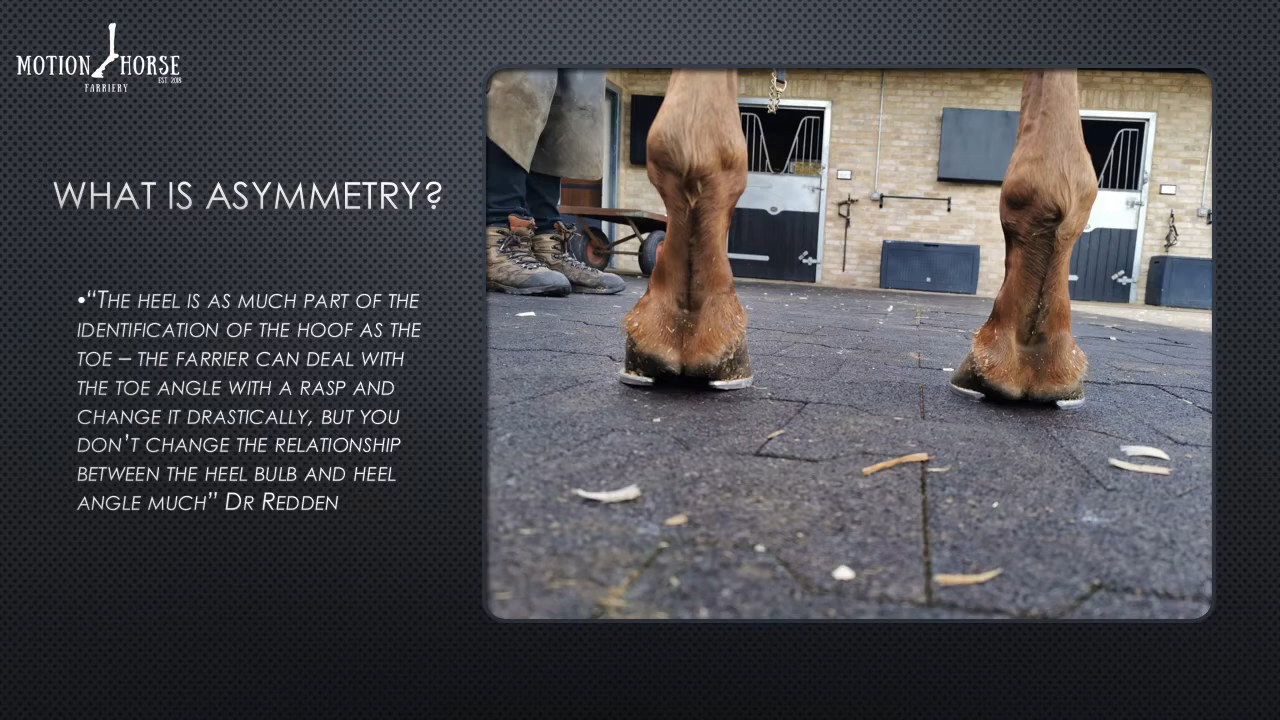 MOTION HORSE
EST. 2018
FARRIERY
WHAT IS ASYMMETRY?
•“THE HEEL IS AS MUCH PART OF THE
IDENTIFICATION OF THE HOOF AS THE
TOE – THE FARRIER CAN DEAL WITH
THE TOE ANGLE WITH A RASP AND
CHANGE IT DRASTICALLY, BUT YOU
DON’T CHANGE THE RELATIONSHIP
BETWEEN THE HEEL BULB AND HEEL
ANGLE MUCH” DR REDDEN